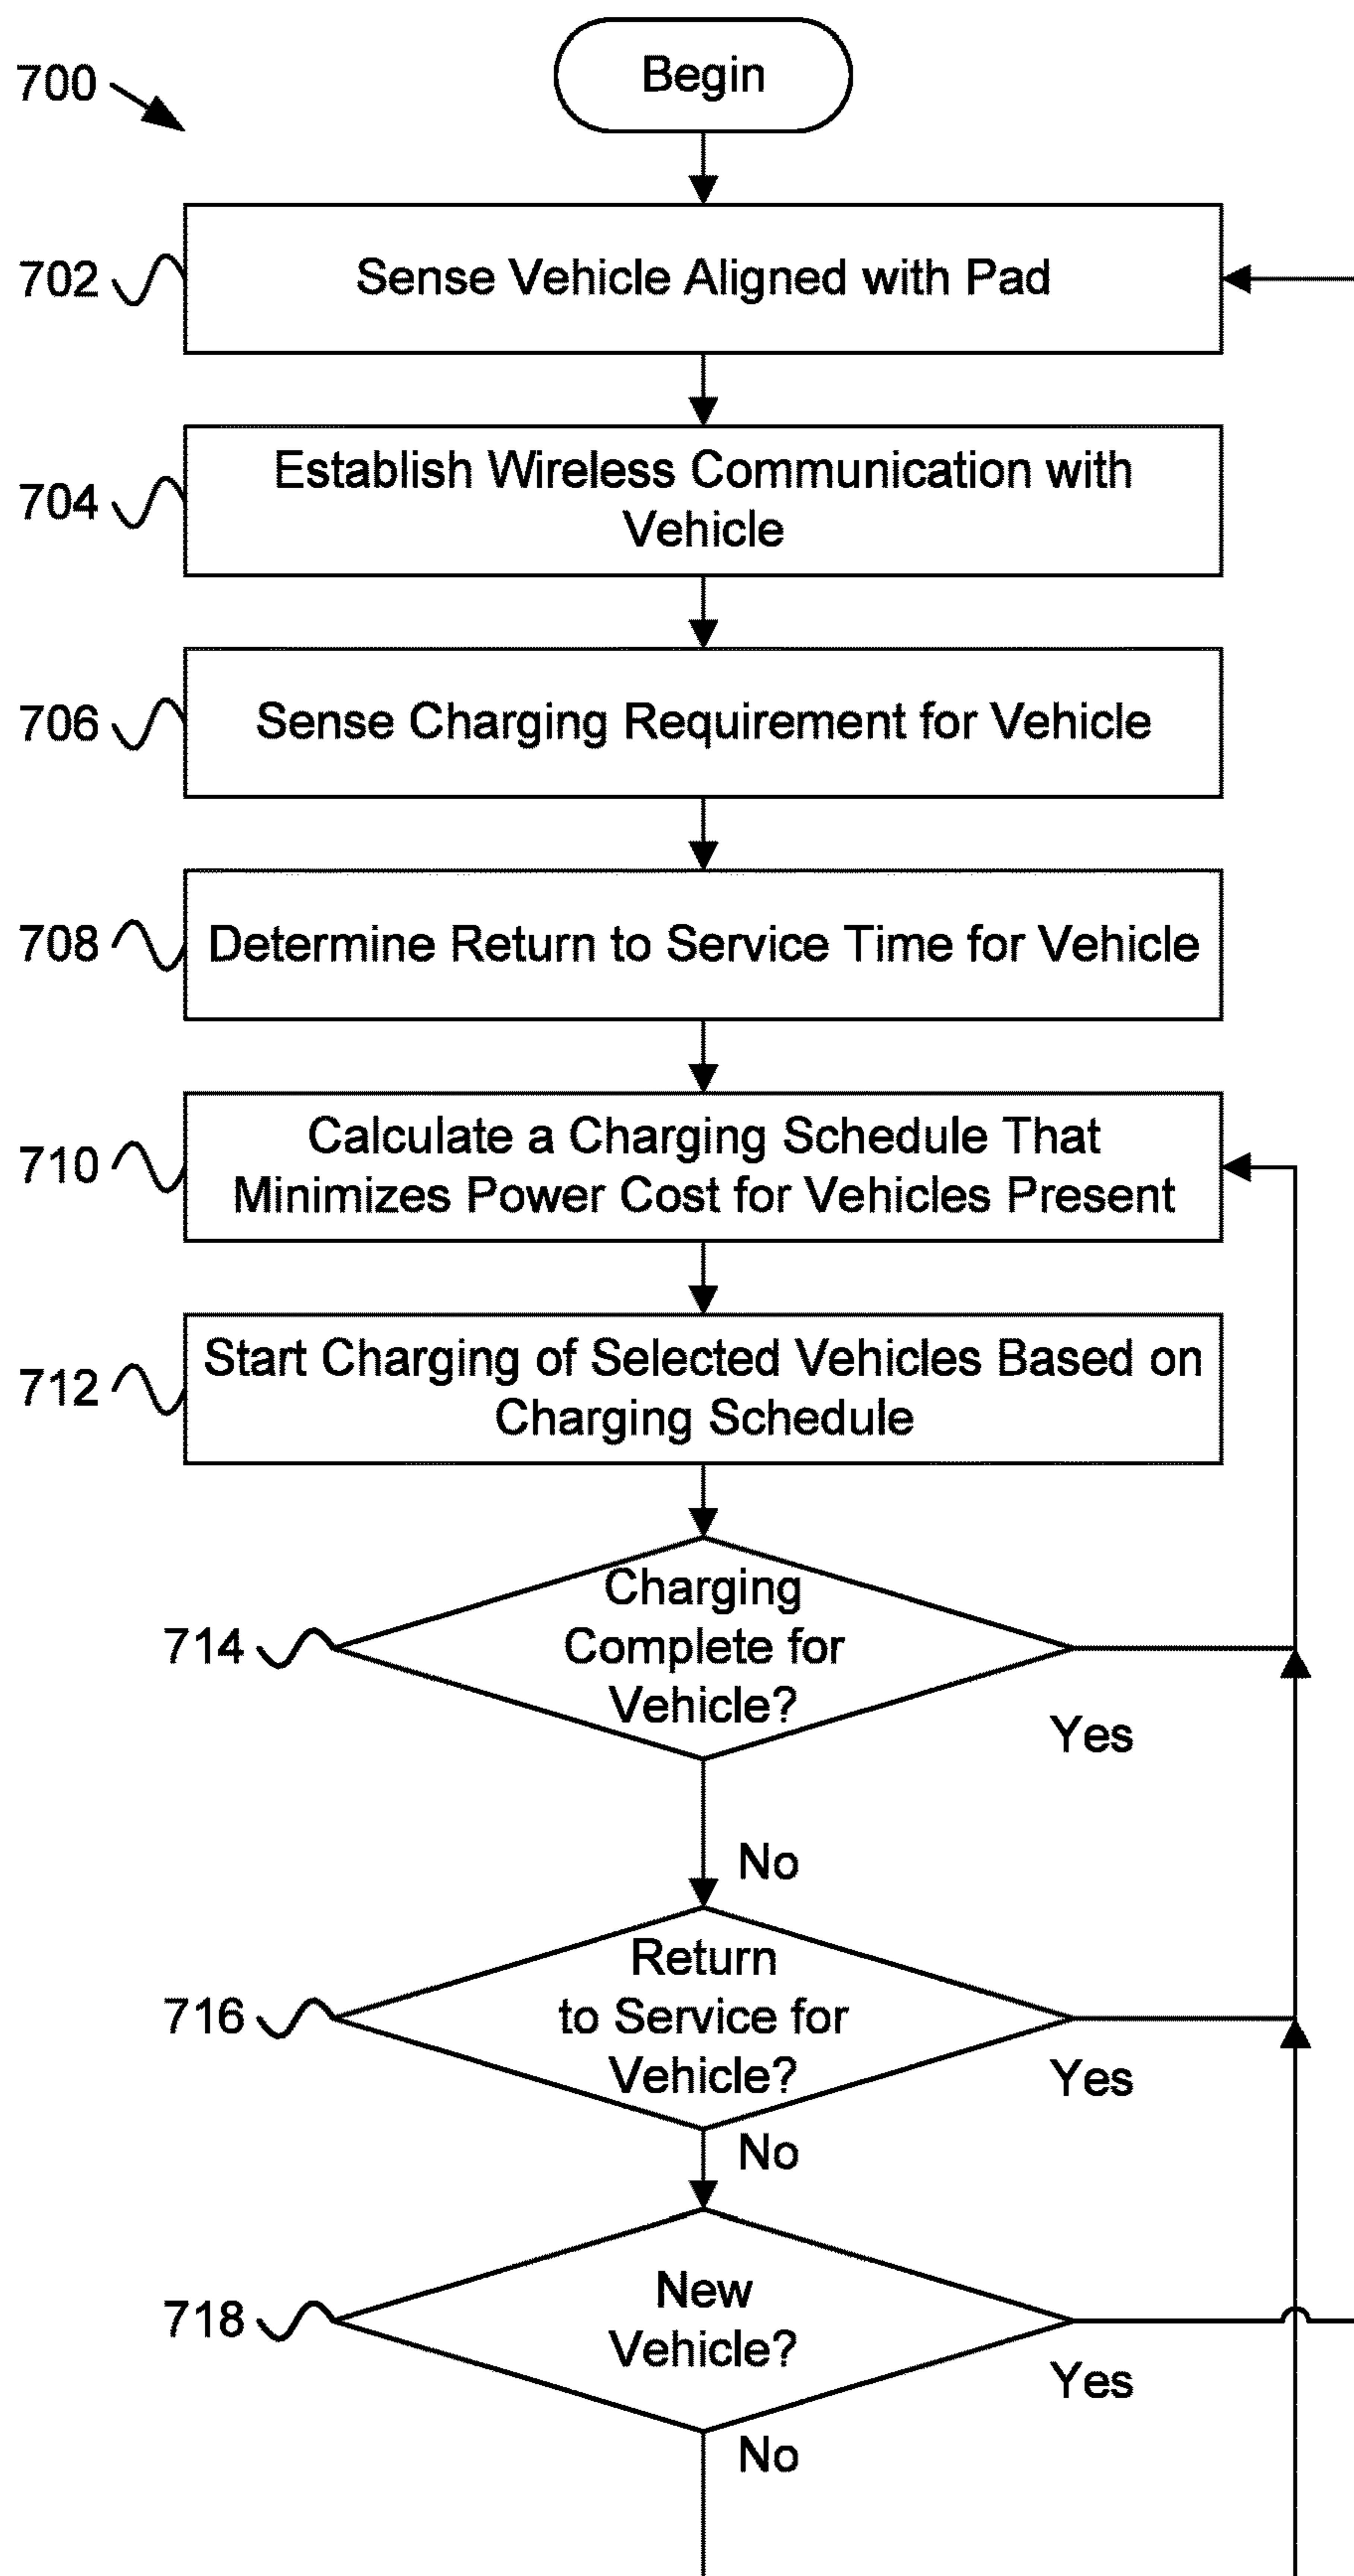 Begin
700
702
Sense Vehicle Aligned with Pad
704
Establish Wireless Communication with
Vehicle
706
Sense Charging Requirement for Vehicle
708
Determine Return to Service Time for Vehicle
710
Calculate a Charging Schedule That
Minimizes Power Cost for Vehicles Present
712
Start Charging of Selected Vehicles Based on
Charging Schedule
714
Charging
Complete for
Vehicle?
Yes
No
716
Return
to Service for
Vehicle?
Yes
No
718
New
Vehicle?
Yes
No